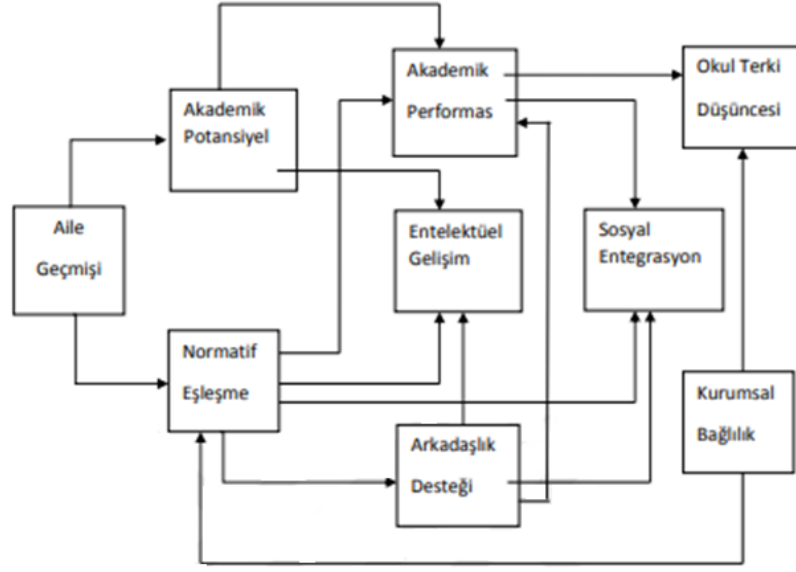 Akademik
Performas
Okul Terki
Düşüncesi
Akademik
Potansiyel
Aile
Geçmişi
Entelektüel
Gelişim
Sosyal
Entegrasyon
Normatif
Eşleşme
Kurumsal
Bağlılık
Arkadaşlık
Desteği